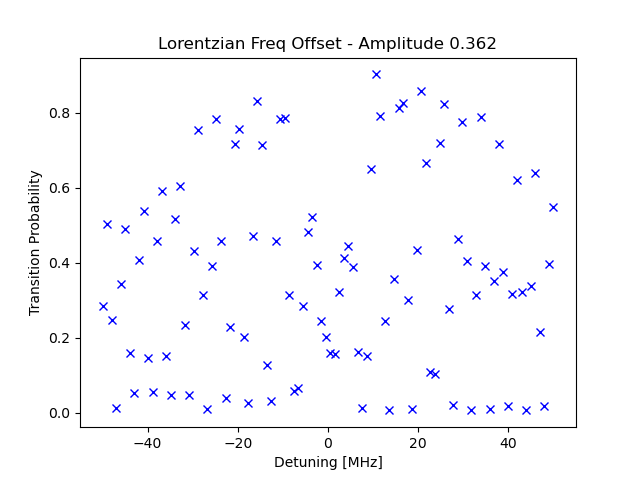 Lorentzian Freq Offset - Amplitude 0.362
Transition Probability
0.8
0.6
0.4
0.2
0.0
−40 −20 0 20 40
Detuning [MHz]